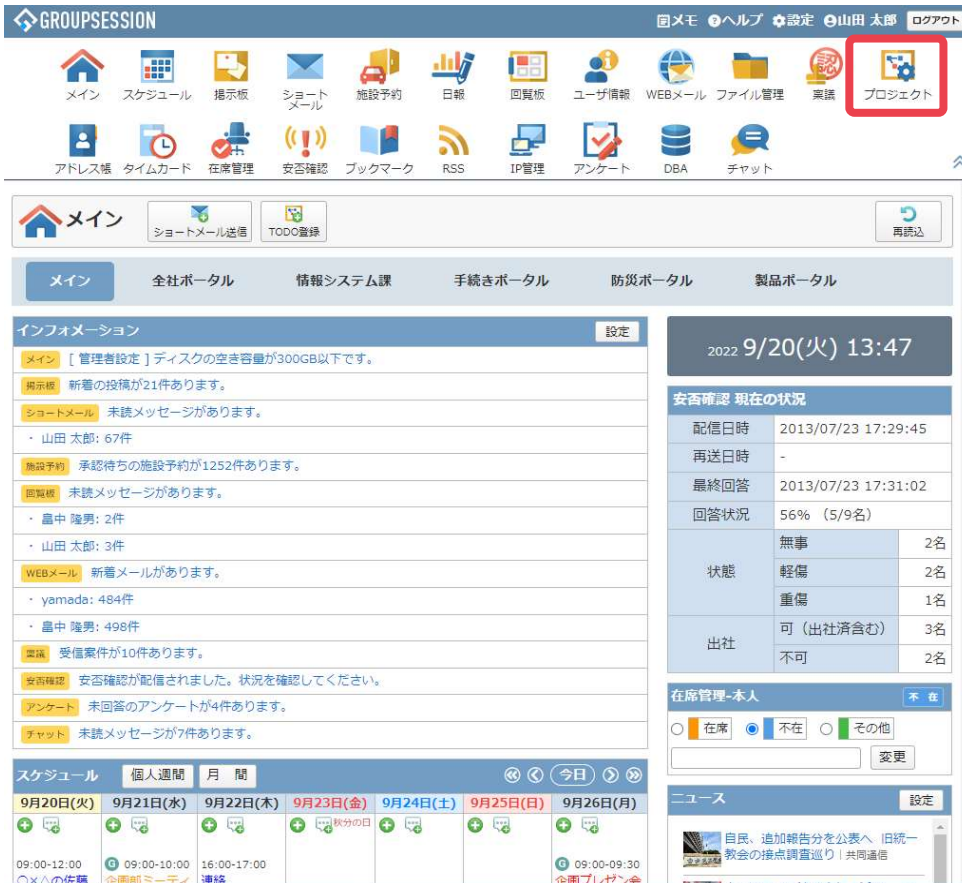 GROUPSESSION
メモ ヘルプ 設定 山田 太郎 ログアウト
メイン スケジュール 掲示板 ショートメール 施設予約 日報 回覧板 ユーザ情報 WEBメール ファイル管理 稟議 プロジェクト
アドレス帳 タイムカード 在席管理 安否確認 ブックマーク RSS IP管理 アンケート DBA チャット
メイン ショートメール送信 TODO登録 再読込
メイン 全社ポータル 情報システム課 手続きポータル 防災ポータル 製品ポータル
インフォメーション 設定
メイン [ 管理者設定 ] ディスクの空き容量が300GB以下です。
掲示板 新着の投稿が21件あります。
ショートメール 未読メッセージがあります。
・ 山田 太郎: 67件
施設予約 承認待ちの施設予約が1252件あります。
回覧板 未読メッセージがあります。
・ 畠中 隆男: 2件
・ 山田 太郎: 3件
WEBメール 新着メールがあります。
・ yamada: 484件
・ 畠中 隆男: 498件
稟議 受信案件が10件あります。
安否確認 安否確認が配信されました。状況を確認してください。
アンケート 未回答のアンケートが4件あります。
チャット 未読メッセージが7件あります。
スケジュール 個人週間 月 間 今日
9月20日(火) 9月21日(水) 9月22日(木) 9月23日(金) 9月24日(土) 9月25日(日) 9月26日(月)
秋分の日
09:00-12:00 G 09:00-10:00 16:00-17:00 G 09:00-09:30
○×△の佐藤 企画部ミーティ 連絡 企画プレゼン会
2022 9/20(火) 13:47
安否確認 現在の状況
配信日時 2013/07/23 17:29:45
再送日時 -
最終回答 2013/07/23 17:31:02
回答状況 56% (5/9名)
状態 無事 2名
軽傷 2名
重傷 1名
出社 可(出社済含む) 3名
不可 2名
在席管理-本人 不 在
在席 不在 その他
変更
ニュース 設定
自民、追加報告分を公表へ 旧統一
教会の接点調査巡り | 共同通信